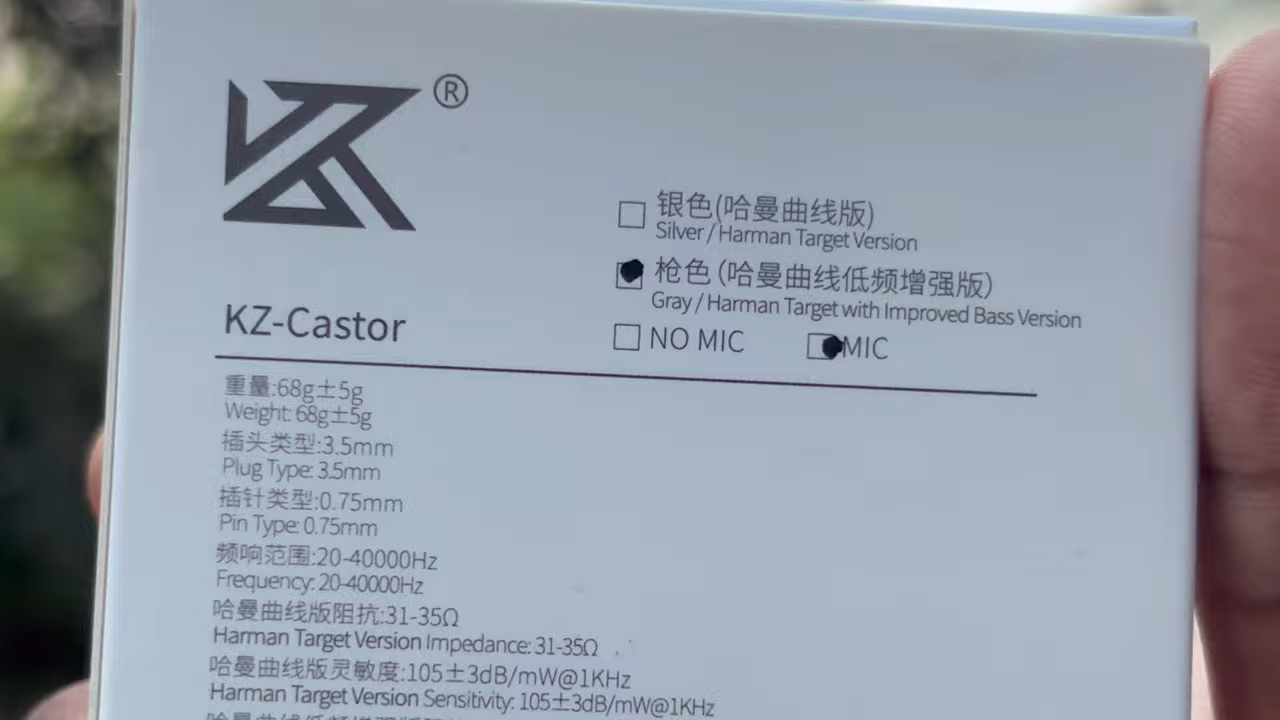 KZ®
银色(哈曼曲线版)
Silver / Harman Target Version
枪色 (哈曼曲线低频增强版)
Gray / Harman Target with Improved Bass Version
NO MIC MIC
KZ-Castor
重量:68g±5g
Weight: 68g±5g
插头类型:3.5mm
Plug Type: 3.5mm
插针类型:0.75mm
Pin Type: 0.75mm
频响范围:20-40000Hz
Frequency: 20-40000Hz
哈曼曲线版阻抗:31-35Ω
Harman Target Version Impedance: 31-35Ω
哈曼曲线版灵敏度:105±3dB/mW@1KHz
Harman Target Version Sensitivity: 105±3dB/mW@1KHz